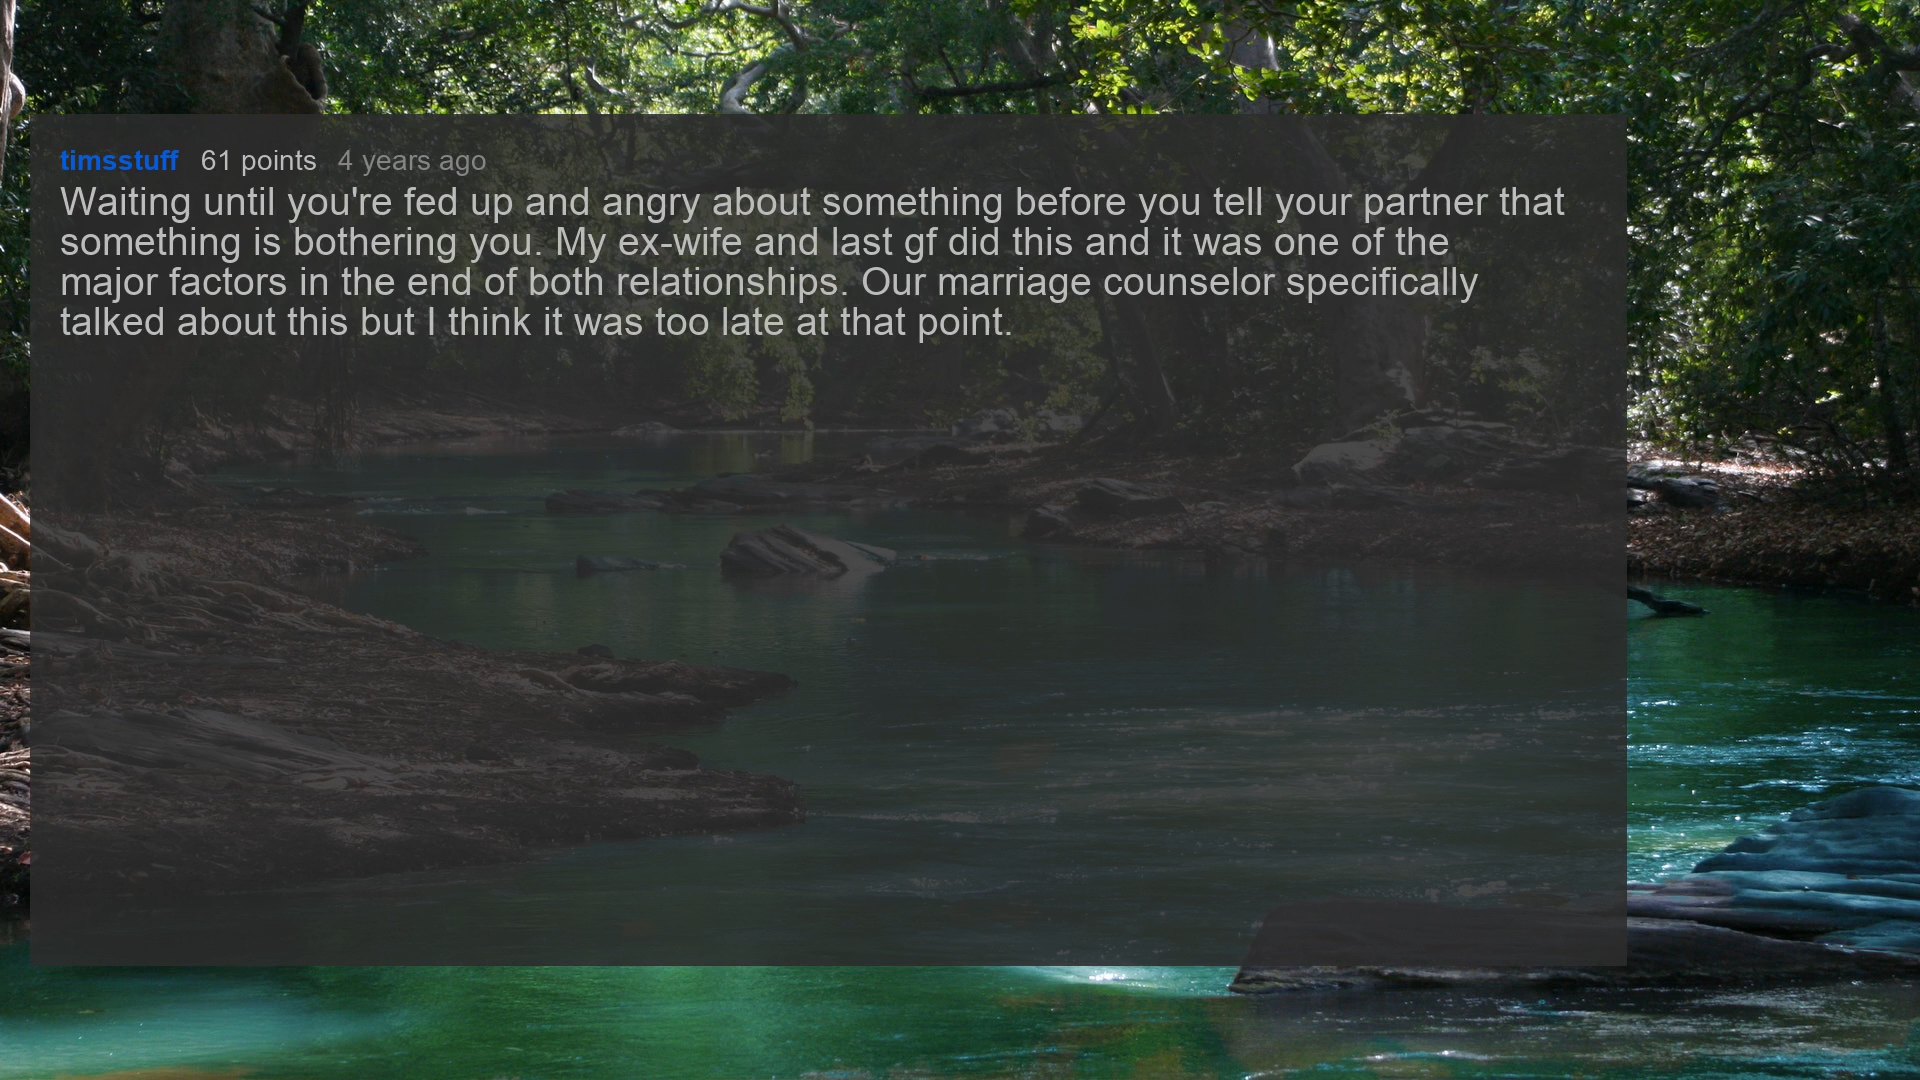 timsstuff 61 points 4 years ago
Waiting until you're fed up and angry about something before you tell your partner that
something is bothering you. My ex-wife and last gf did this and it was one of the
major factors in the end of both relationships. Our marriage counselor specifically
talked about this but I think it was too late at that point.